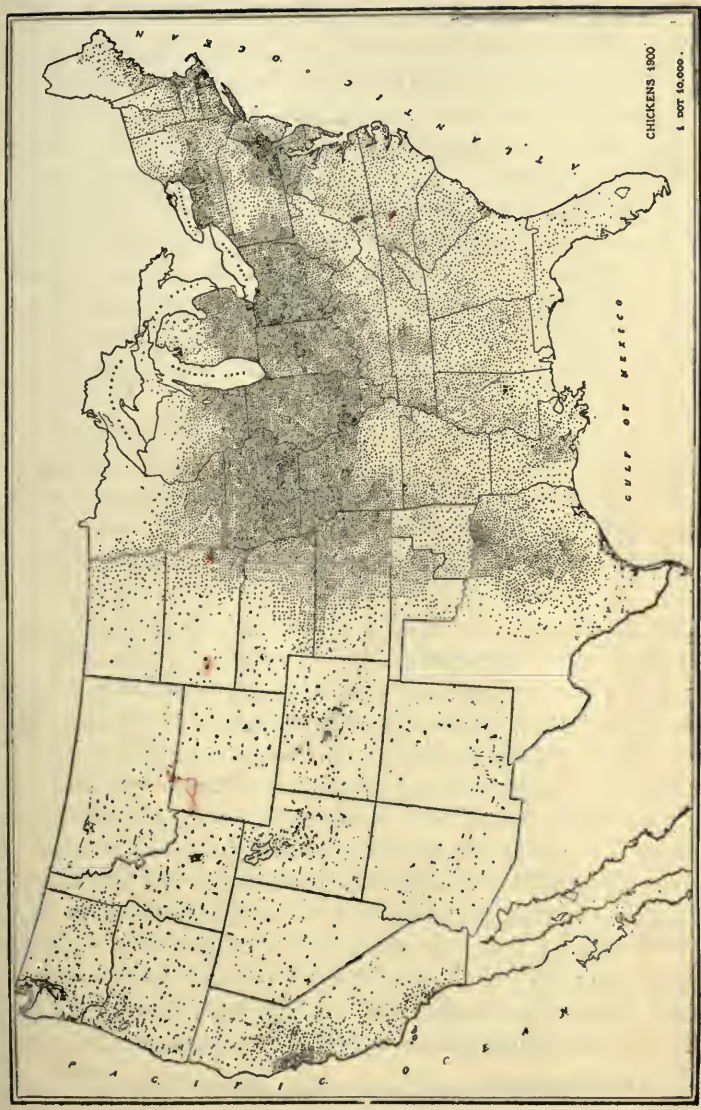 CHICKENS 1900
1 DOT 10,000.
ATLANTIC OCEAN
GULF OF MEXICO
PACIFIC OCEAN